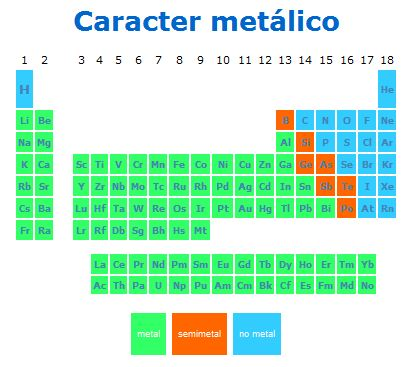 Caracter metálico
1 2 3 4 5 6 7 8 9 10 11 12 13 14 15 16 17 18
H He
Li Be B C N O F Ne
Na Mg Al Si P S Cl Ar
K Ca Sc Ti V Cr Mn Fe Co Ni Cu Zn Ga Ge As Se Br Kr
Rb Sr Y Zr Nb Mo Tc Ru Rh Pd Ag Cd In Sn Sb Te I Xe
Cs Ba Lu Hf Ta W Re Os Ir Pt Au Hg Tl Pb Bi Po At Rn
Fr Ra Lr Rf Db Sg Bh Hs Mt
La Ce Pr Nd Pm Sm Eu Gd Tb Dy Ho Er Tm Yb
Ac Th Pa U Np Pu Am Cm Bk Cf Es Fm Md No
metal semimetal no metal